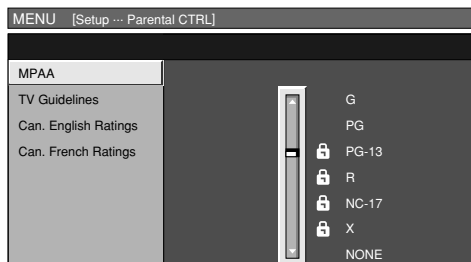 MENU [Setup ··· Parental CTRL]
MPAA
TV Guidelines
Can. English Ratings
Can. French Ratings
G
PG
PG-13
R
NC-17
X
NONE